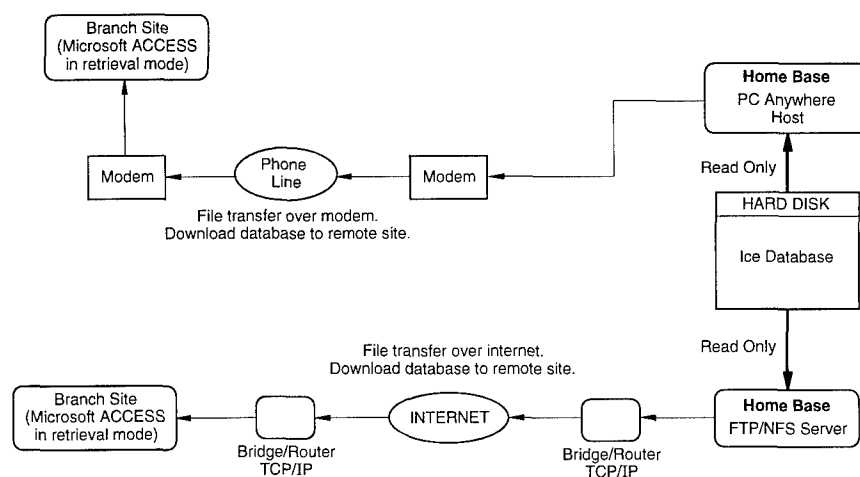 Branch Site
(Microsoft ACCESS
in retrieval mode)
Home Base
PC Anywhere
Host
Modem
Phone
Line
Modem
Read Only
File transfer over modem.
Download database to remote site.
HARD DISK
Ice Database
Read Only
File transfer over internet.
Download database to remote site.
Branch Site
(Microsoft ACCESS
in retrieval mode)
INTERNET
Home Base
FTP/NFS Server
Bridge/Router
TCP/IP
Bridge/Router
TCP/IP